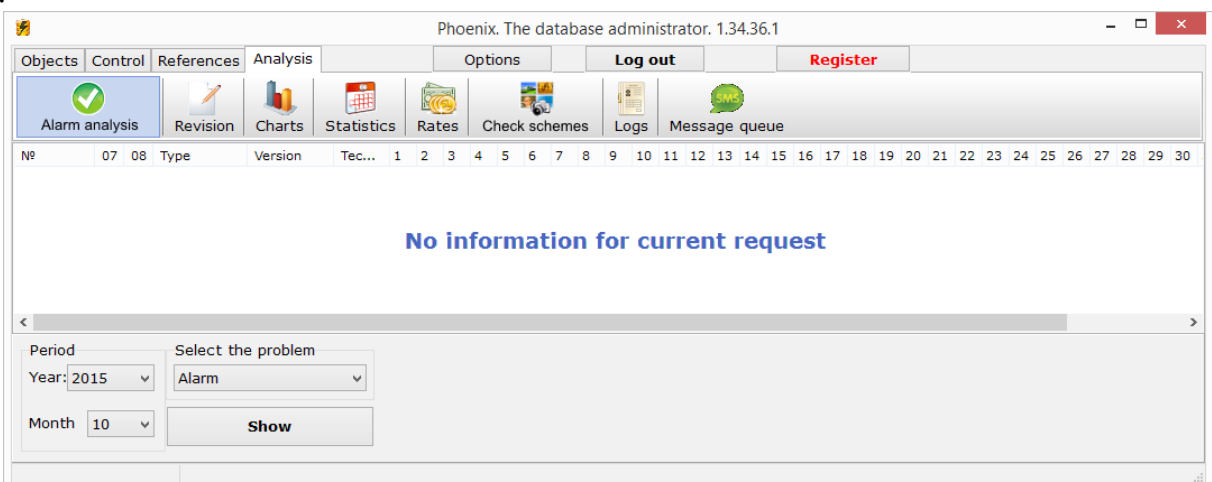 Phoenix. The database administrator. 1.34.36.1
Objects Control References Analysis Options Log out Register
Alarm analysis Revision Charts Statistics Rates Check schemes Logs Message queue
SMS
Nº 07 08 Type Version Tec... 1 2 3 4 5 6 7 8 9 10 11 12 13 14 15 16 17 18 19 20 21 22 23 24 25 26 27 28 29 30
No information for current request
Period Select the problem
Year: 2015 Alarm
Month 10 Show